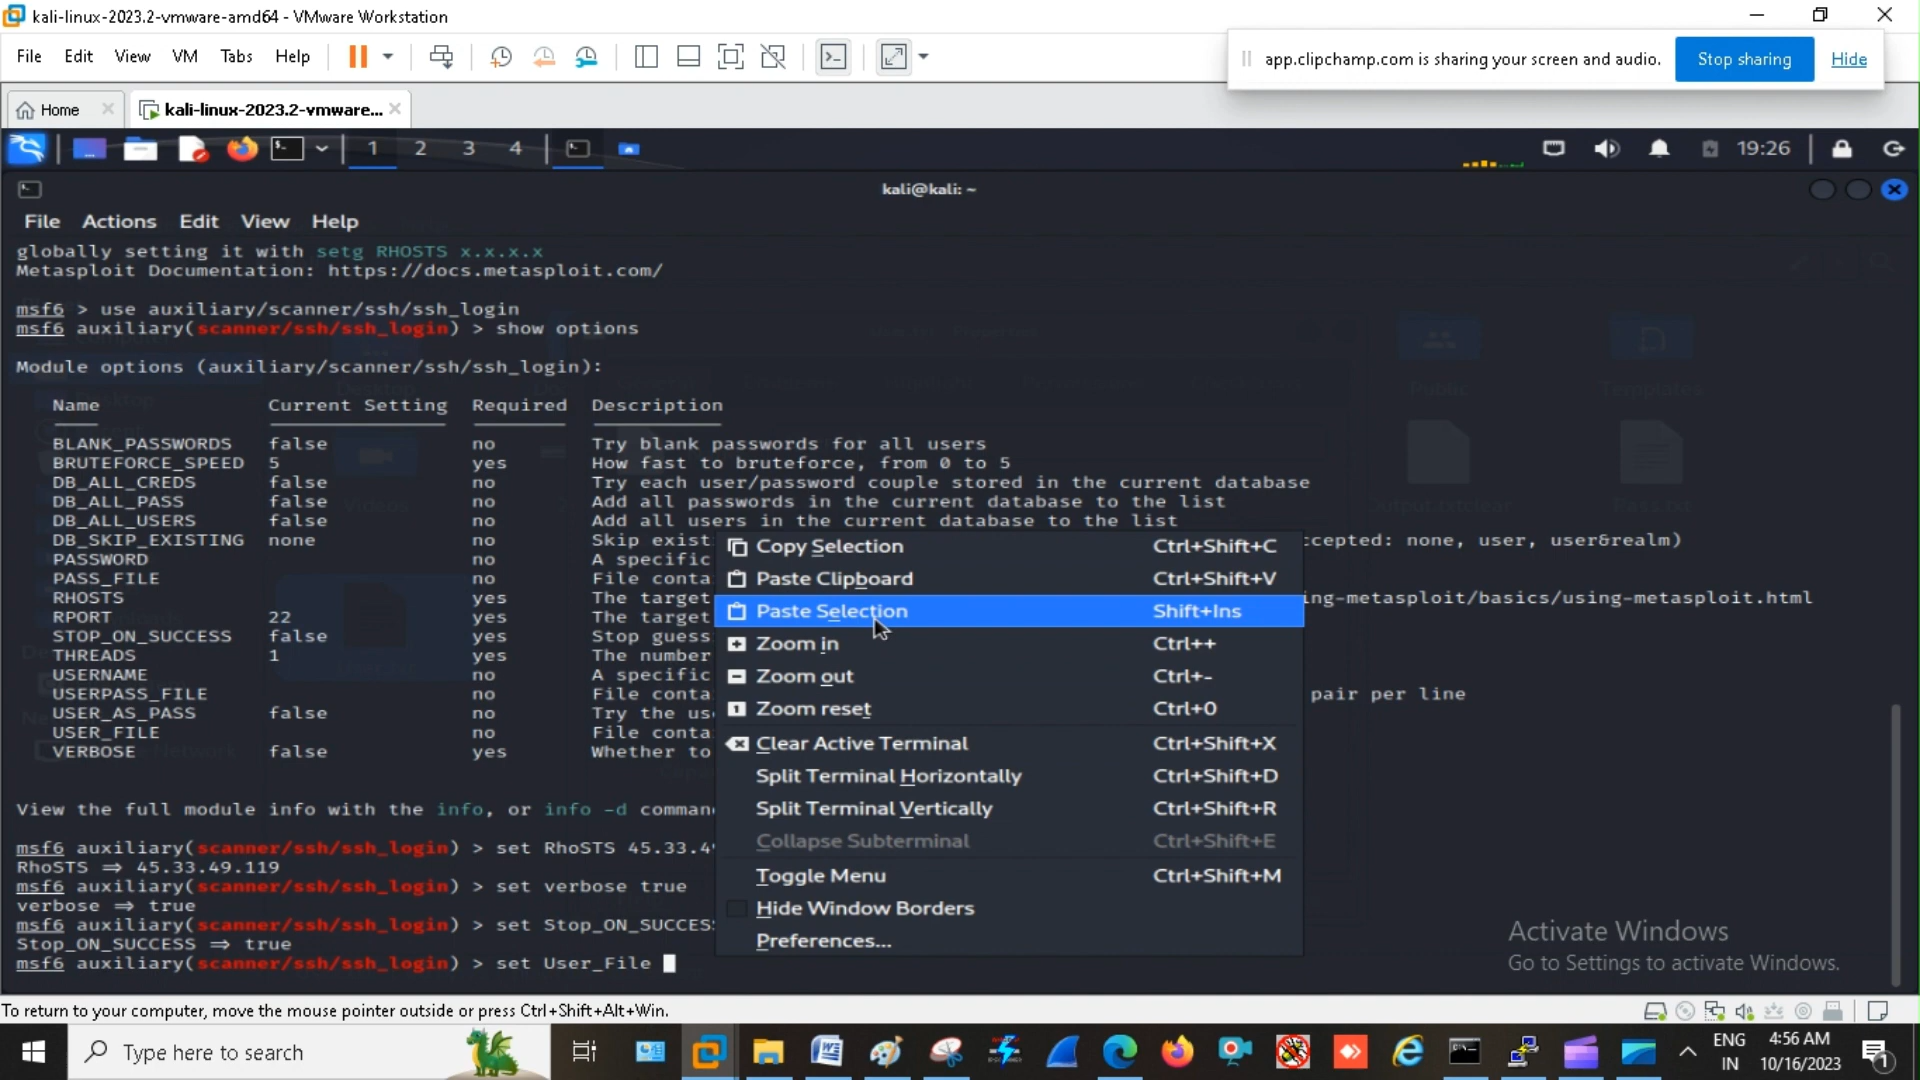 kali-linux-2023.2-vmware-amd64 - VMware Workstation
File Edit View VM Tabs Help
app.clipchamp.com is sharing your screen and audio. Stop sharing Hide
Home kali-linux-2023.2-vmware...
1 2 3 4 19:26
kali@kali: ~
File Actions Edit View Help
globally setting it with setg RHOSTS x.x.x.x
Metasploit Documentation: https://docs.metasploit.com/
msf6 > use auxiliary/scanner/ssh/ssh_login
msf6 auxiliary(scanner/ssh/ssh_login) > show options
Module options (auxiliary/scanner/ssh/ssh_login):
Name Current Setting Required Description
BLANK_PASSWORDS false no Try blank passwords for all users
BRUTEFORCE_SPEED 5 yes How fast to bruteforce, from 0 to 5
DB_ALL_CREDS false no Try each user/password couple stored in the current database
DB_ALL_PASS false no Add all passwords in the current database to the list
DB_ALL_USERS false no Add all users in the current database to the list
DB_SKIP_EXISTING none no Skip exist ccepted: none, user, user&realm)
PASSWORD no A specific
PASS_FILE no File conta
RHOSTS yes The target ing-metasploit/basics/using-metasploit.html
RPORT 22 yes The target
STOP_ON_SUCCESS false yes Stop guess
THREADS 1 yes The number
USERNAME no A specific
USERPASS_FILE no File conta pair per line
USER_AS_PASS false no Try the us
USER_FILE no File conta
VERBOSE false yes Whether to
Copy Selection Ctrl+Shift+C
Paste Clipboard Ctrl+Shift+V
Paste Selection Shift+Ins
Zoom in Ctrl++
Zoom out Ctrl+-
Zoom reset Ctrl+0
Clear Active Terminal Ctrl+Shift+X
Split Terminal Horizontally Ctrl+Shift+D
Split Terminal Vertically Ctrl+Shift+R
Collapse Subterminal Ctrl+Shift+E
Toggle Menu Ctrl+Shift+M
Hide Window Borders
Preferences...
View the full module info with the info, or info -d comman
msf6 auxiliary(scanner/ssh/ssh_login) > set RhoSTS 45.33.4
RhoSTS ⇒ 45.33.49.119
msf6 auxiliary(scanner/ssh/ssh_login) > set verbose true
verbose ⇒ true
msf6 auxiliary(scanner/ssh/ssh_login) > set Stop_ON_SUCCES
Stop_ON_SUCCESS ⇒ true
msf6 auxiliary(scanner/ssh/ssh_login) > set User_File
Activate Windows
Go to Settings to activate Windows.
To return to your computer, move the mouse pointer outside or press Ctrl+Shift+Alt+Win.
Type here to search
ENG 4:56 AM
IN 10/16/2023 1